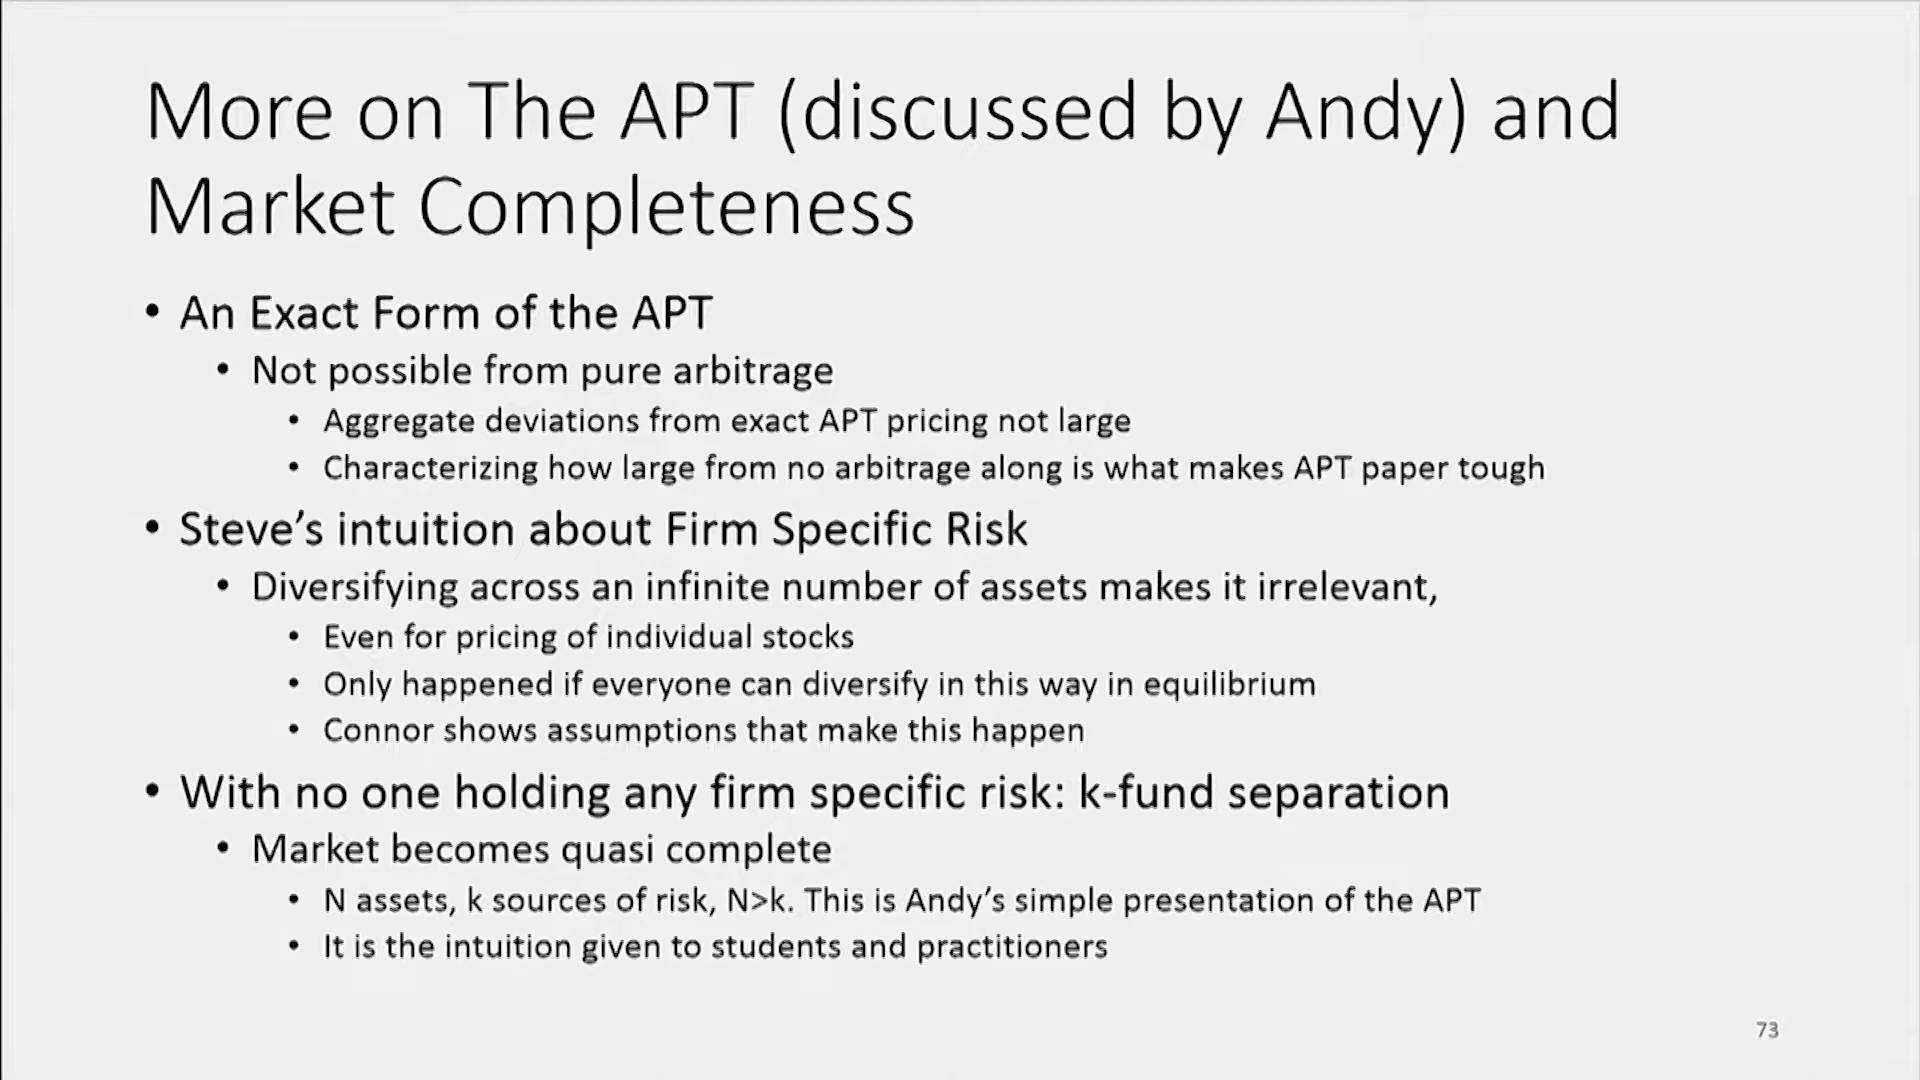 More on The APT (discussed by Andy) and
Market Completeness
• An Exact Form of the APT
• Not possible from pure arbitrage
• Aggregate deviations from exact APT pricing not large
• Characterizing how large from no arbitrage along is what makes APT paper tough
• Steve's intuition about Firm Specific Risk
• Diversifying across an infinite number of assets makes it irrelevant,
• Even for pricing of individual stocks
• Only happened if everyone can diversify in this way in equilibrium
• Connor shows assumptions that make this happen
• With no one holding any firm specific risk: k-fund separation
• Market becomes quasi complete
• N assets, k sources of risk, N>k. This is Andy's simple presentation of the APT
• It is the intuition given to students and practitioners
73